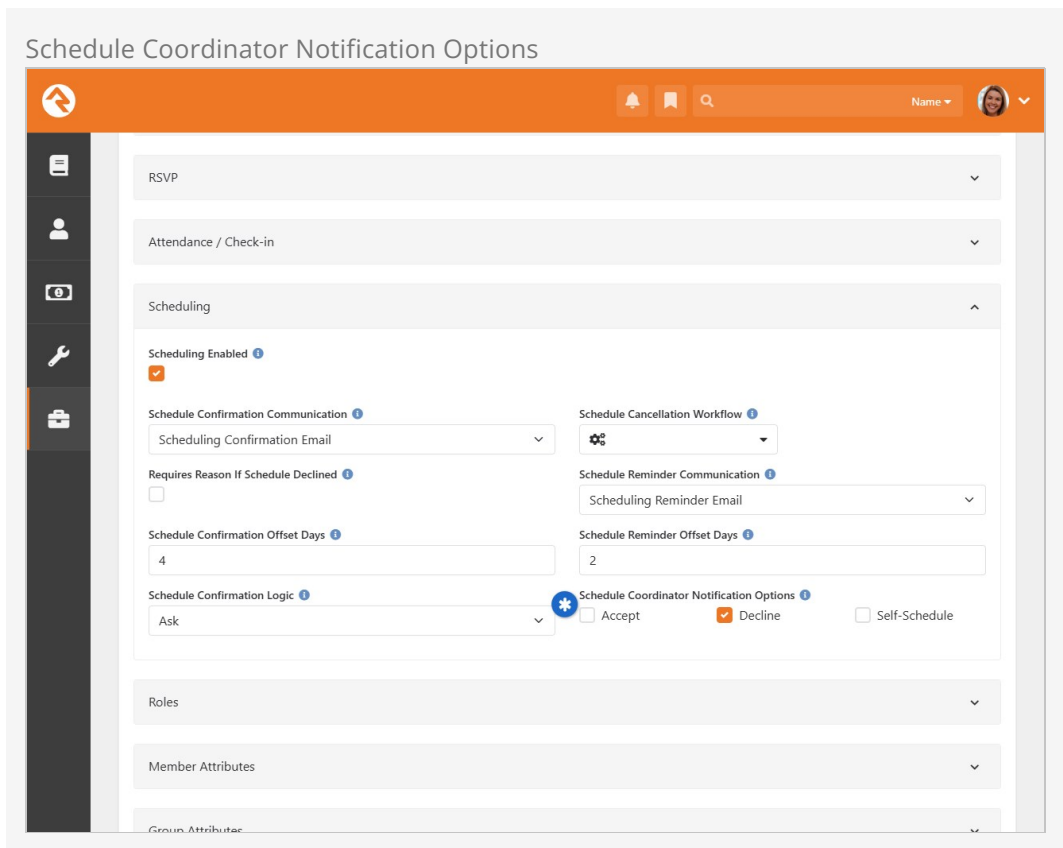 Schedule Coordinator Notification Options
Name
RSVP
Attendance / Check-in
Scheduling
Scheduling Enabled
Schedule Confirmation Communication
Schedule Cancellation Workflow
Scheduling Confirmation Email
Requires Reason If Schedule Declined
Schedule Reminder Communication
Scheduling Reminder Email
Schedule Confirmation Offset Days
Schedule Reminder Offset Days
4
2
Schedule Confirmation Logic
Schedule Coordinator Notification Options
Ask
Accept Decline Self-Schedule
Roles
Member Attributes
Group Attributes